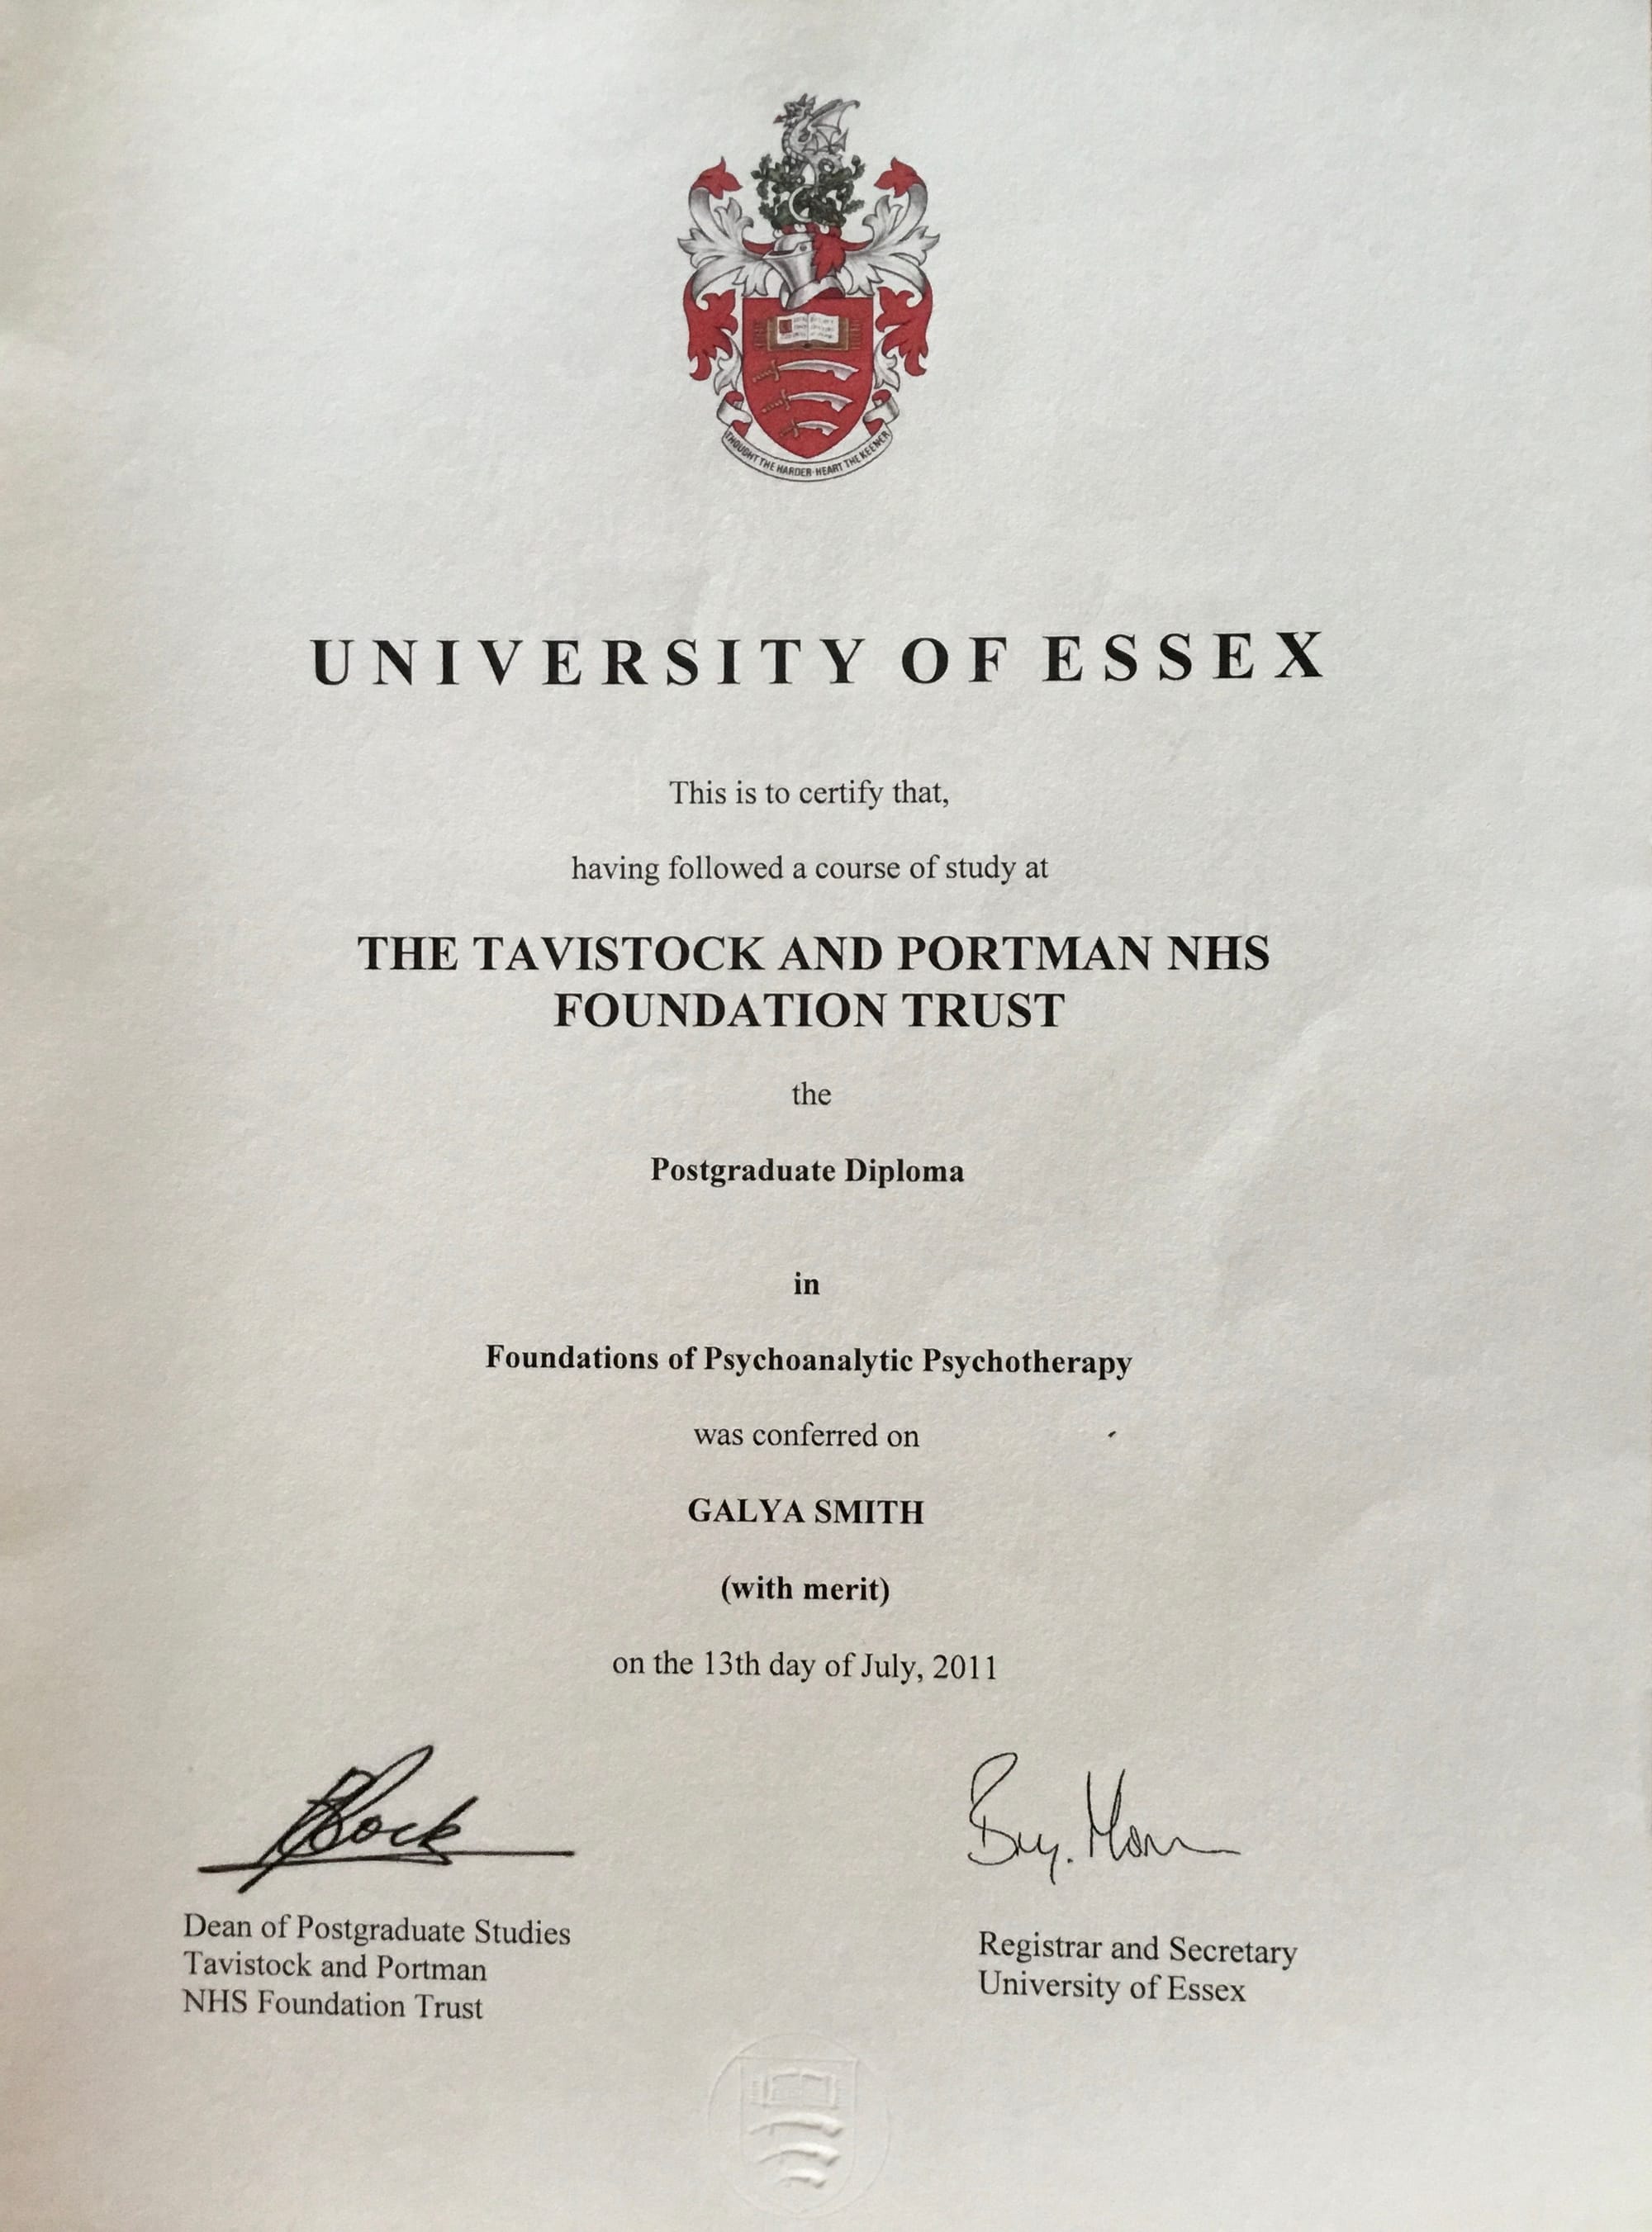 THOUGHT THE HARDER HEART THE KEENER
UNIVERSITY OF ESSEX
This is to certify that,
having followed a course of study at
THE TAVISTOCK AND PORTMAN NHS
FOUNDATION TRUST
the
Postgraduate Diploma
in
Foundations of Psychoanalytic Psychotherapy
was conferred on
GALYA SMITH
(with merit)
on the 13th day of July, 2011
Dean of Postgraduate Studies
Tavistock and Portman
NHS Foundation Trust
Registrar and Secretary
University of Essex